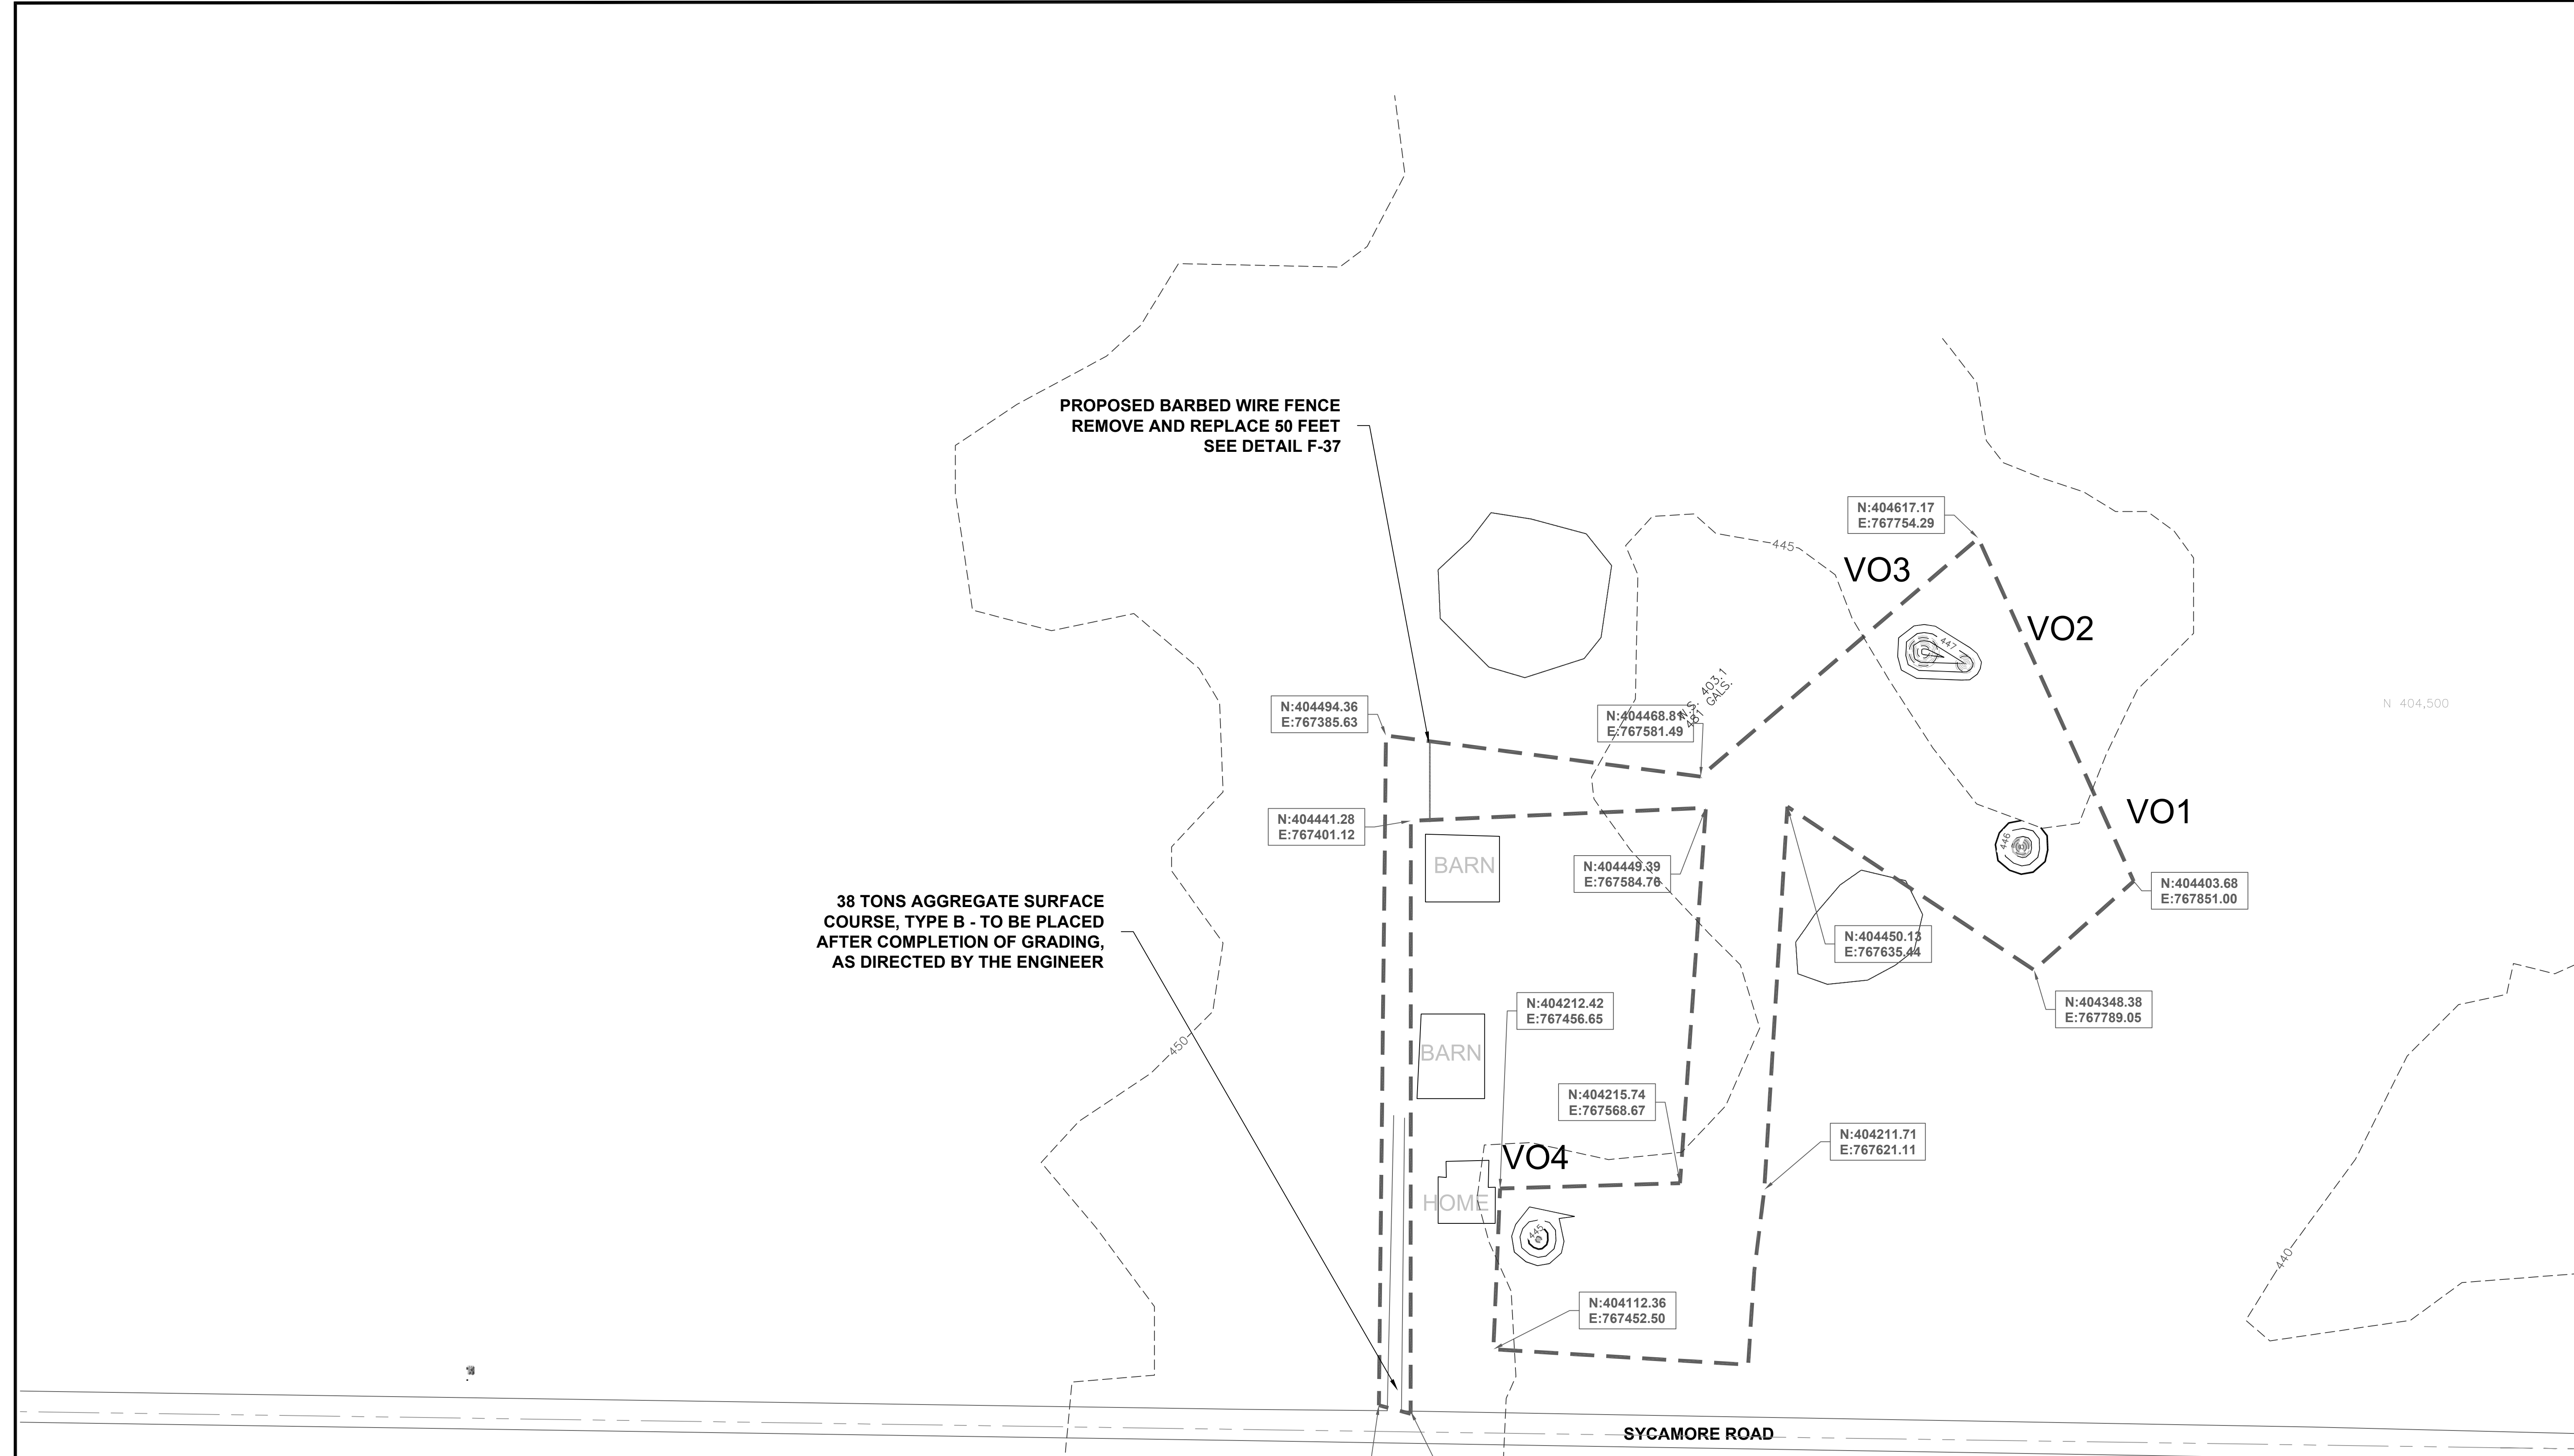 PROPOSED BARBED WIRE FENCE
REMOVE AND REPLACE 50 FEET
SEE DETAIL F-37
N:404617.17
E:767754.29
445
VO3
VO2
447
N 404,500
W.S. 403.1
481 GALS.
N:404494.36
E:767385.63
N:404468.81
E:767581.49
N:404441.28
E:767401.12
VO1
446
BARN
N:404449.39
E:767584.76
N:404403.68
E:767851.00
38 TONS AGGREGATE SURFACE
COURSE, TYPE B - TO BE PLACED
AFTER COMPLETION OF GRADING,
AS DIRECTED BY THE ENGINEER
N:404450.13
E:767635.44
N:404212.42
E:767456.65
N:404348.38
E:767789.05
450
BARN
N:404215.74
E:767568.67
N:404211.71
E:767621.11
VO4
HOME
445
440
N:404112.36
E:767452.50
SYCAMORE ROAD